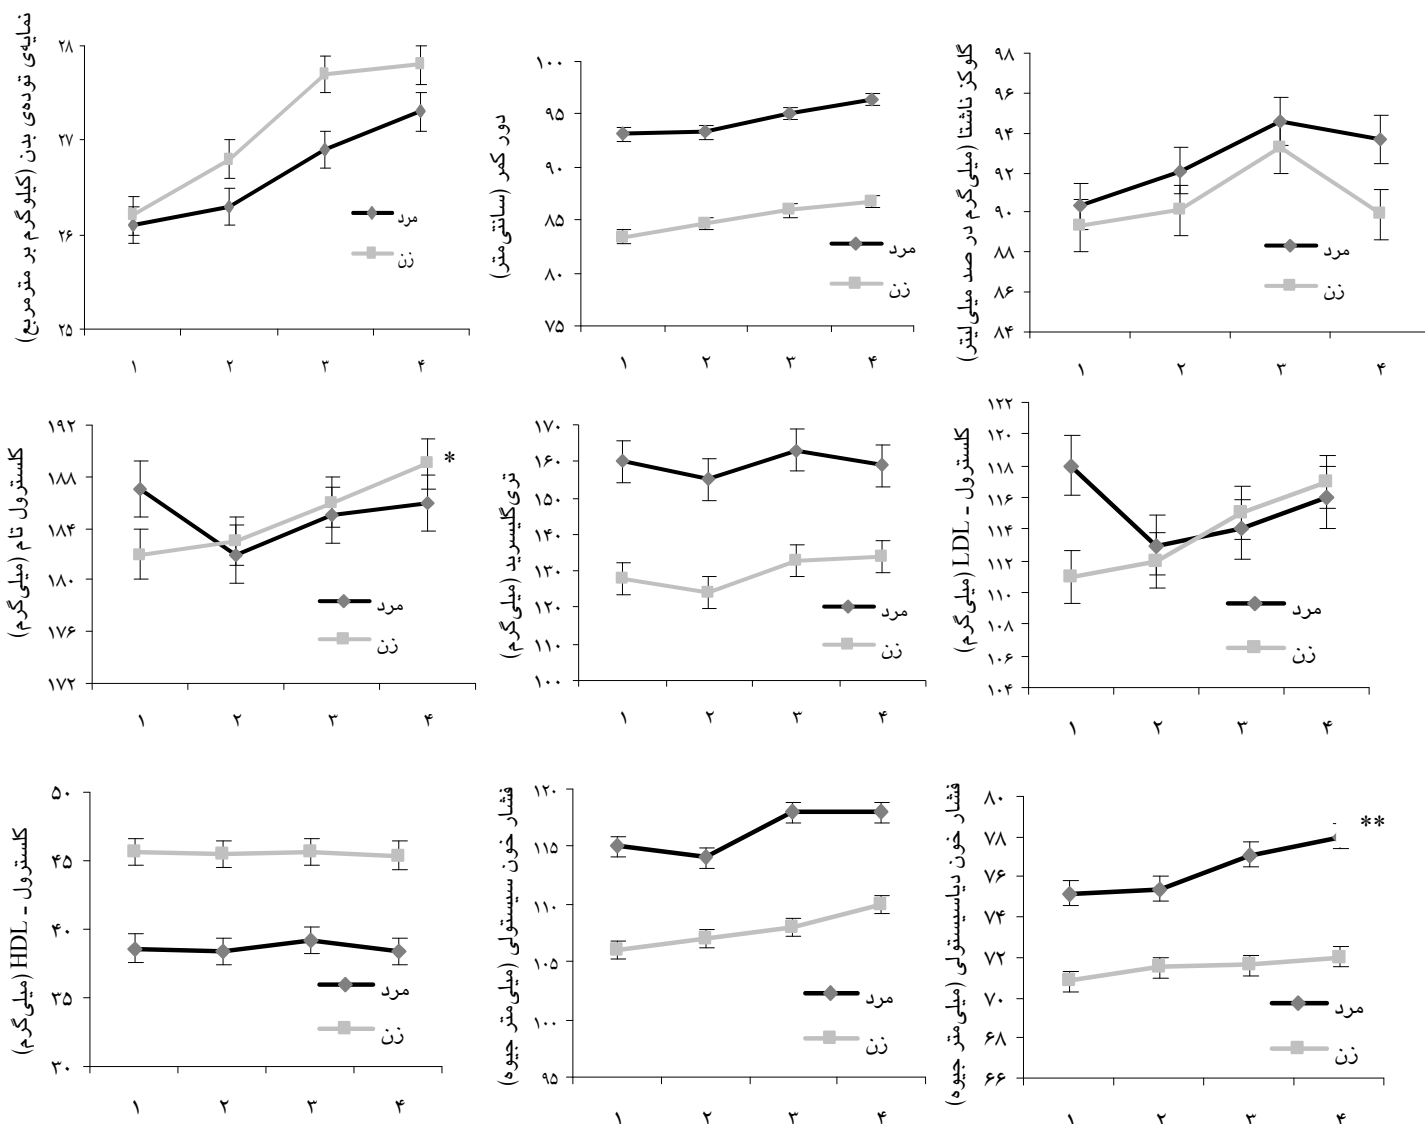 نمایه‌ی توده‌ی بدن (کیلوگرم بر مترمربع)
۲۸
۲۷
۲۶
۲۵
مرد
زن
۱ ۲ ۳ ۴
دور کمر (سانتی‌متر)
۱۰۰
۹۵
۹۰
۸۵
۸۰
۷۵
مرد
زن
۱ ۲ ۳ ۴
گلوکز ناشتا (میلی‌گرم در صد میلی‌لیتر)
۹۸
۹۶
۹۴
۹۲
۹۰
۸۸
۸۶
۸۴
مرد
زن
۱ ۲ ۳ ۴
کلسترول تام (میلی‌گرم)
۱۹۲
۱۸۸
۱۸۴
۱۸۰
۱۷۶
۱۷۲
*
مرد
زن
۱ ۲ ۳ ۴
تری‌گلیسرید (میلی‌گرم)
۱۷۰
۱۶۰
۱۵۰
۱۴۰
۱۳۰
۱۲۰
۱۱۰
۱۰۰
مرد
زن
۱ ۲ ۳ ۴
کلسترول - LDL (میلی‌گرم)
۱۲۲
۱۲۰
۱۱۸
۱۱۶
۱۱۴
۱۱۲
۱۱۰
۱۰۸
۱۰۶
۱۰۴
مرد
زن
۱ ۲ ۳ ۴
کلسترول - HDL (میلی‌گرم)
۵۰
۴۵
۴۰
۳۵
۳۰
مرد
زن
۱ ۲ ۳ ۴
فشار خون سیستولی (میلی‌متر جیوه)
۱۲۰
۱۱۵
۱۱۰
۱۰۵
۱۰۰
۹۵
مرد
زن
۱ ۲ ۳ ۴
فشار خون دیاسیستولی (میلی‌متر جیوه)
۸۰
۷۸
۷۶
۷۴
۷۲
۷۰
۶۸
۶۶
**
مرد
زن
۱ ۲ ۳ ۴